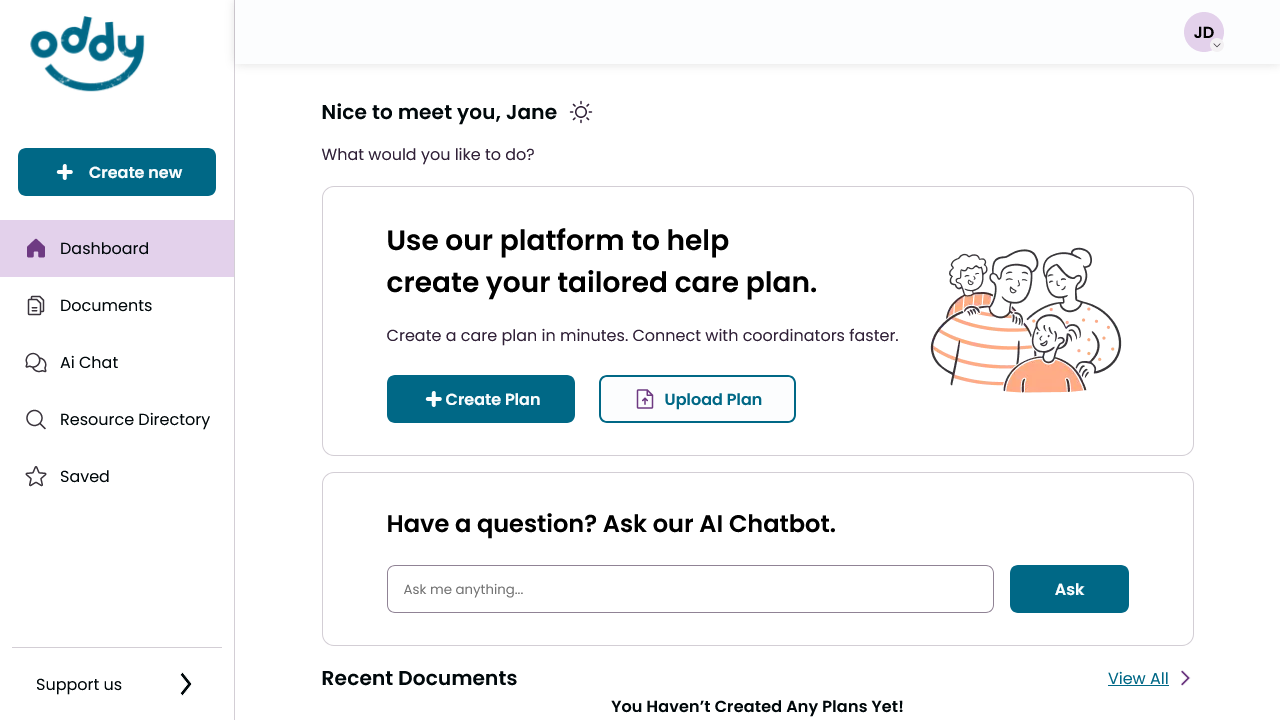 oddy
JD
Create new
Dashboard
Documents
Ai Chat
Resource Directory
Saved
Support us
Nice to meet you, Jane
What would you like to do?
Use our platform to help
create your tailored care plan.
Create a care plan in minutes. Connect with coordinators faster.
Create Plan
Upload Plan
Have a question? Ask our AI Chatbot.
Ask me anything...
Ask
Recent Documents
View All
You Haven’t Created Any Plans Yet!